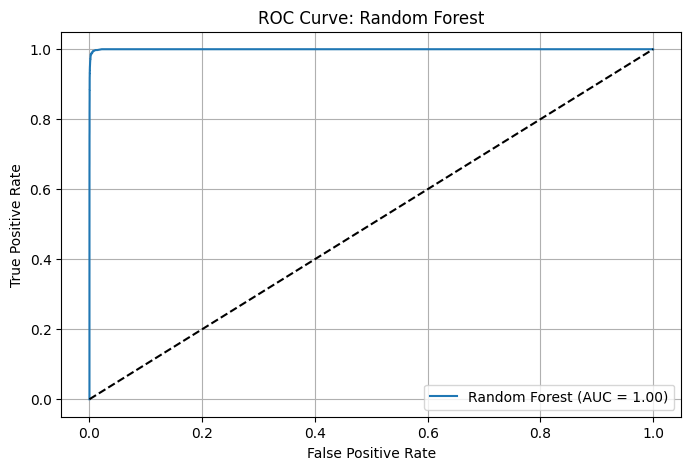 ROC Curve: Random Forest
True Positive Rate
1.0
0.8
0.6
0.4
0.2
0.0
Random Forest (AUC = 1.00)
0.0 0.2 0.4 0.6 0.8 1.0
False Positive Rate